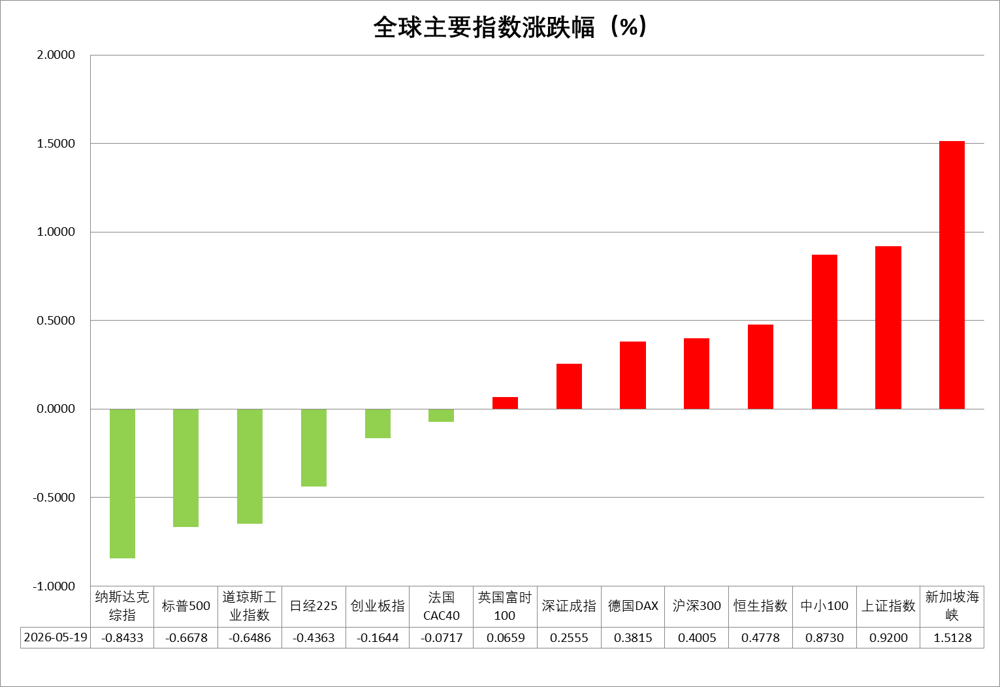 全球主要指数涨跌幅（%）
2.0000
1.5000
1.0000
0.5000
0.0000
-0.5000
-1.0000
纳斯达克
综指
标普500
道琼斯工
业指数
日经225
创业板指
法国
CAC40
英国富时
100
深证成指
德国DAX
沪深300
恒生指数
中小100
上证指数
新加坡海
峡
2026-05-19 -0.8433 -0.6678 -0.6486 -0.4363 -0.1644 -0.0717 0.0659 0.2555 0.3815 0.4005 0.4778 0.8730 0.9200 1.5128